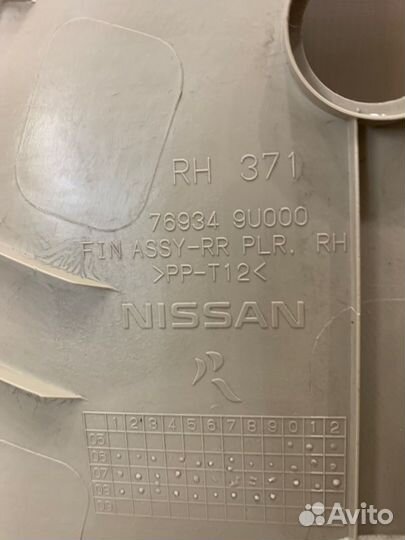 RH 371
76934 9U000
FIN ASSY-RR PLR. RH
>PP-T12<
NISSAN
1 2 3 4 5 6 7 8 9 0 1 2
05
06
07
08
09
Avito